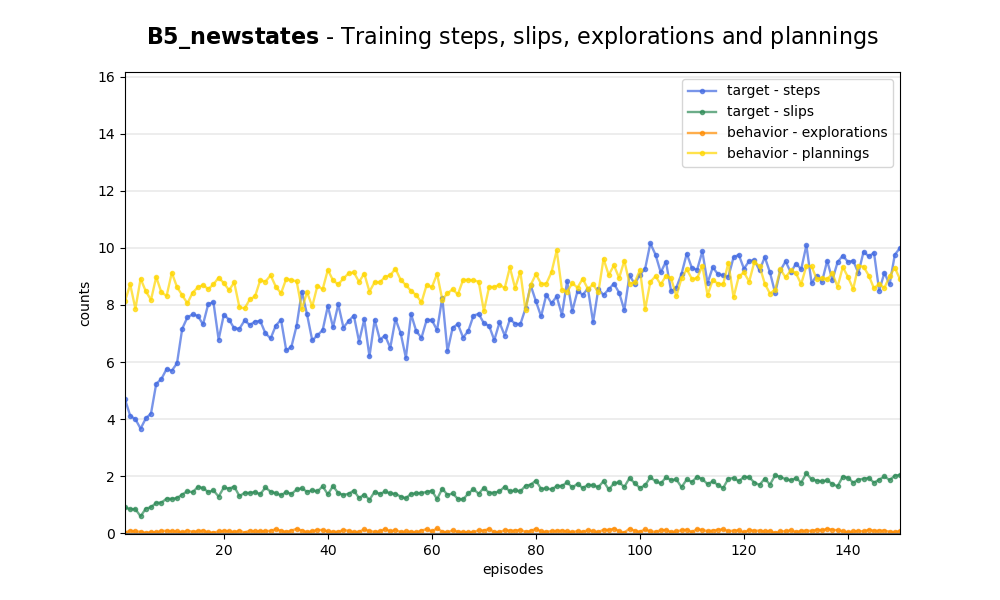 B5_newstates - Training steps, slips, explorations and plannings
16
14
12
10
8
6
4
2
0
counts
target - steps
target - slips
behavior - explorations
behavior - plannings
20 40 60 80 100 120 140
episodes